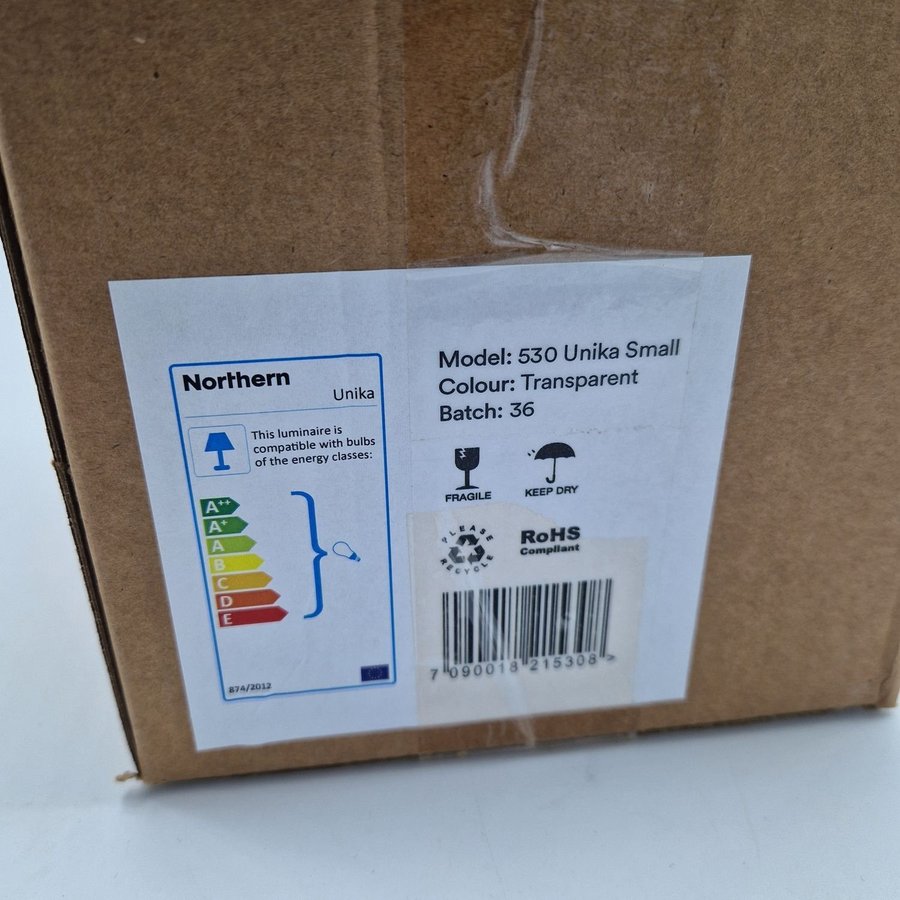 Northern
Unika
This luminaire is
compatible with bulbs
of the energy classes:
A++
A+
A
B
C
D
E
874/2012
Model: 530 Unika Small
Colour: Transparent
Batch: 36
FRAGILE
KEEP DRY
PLEASE
RECYCLE
RoHS
Compliant
7 090018 215308 >